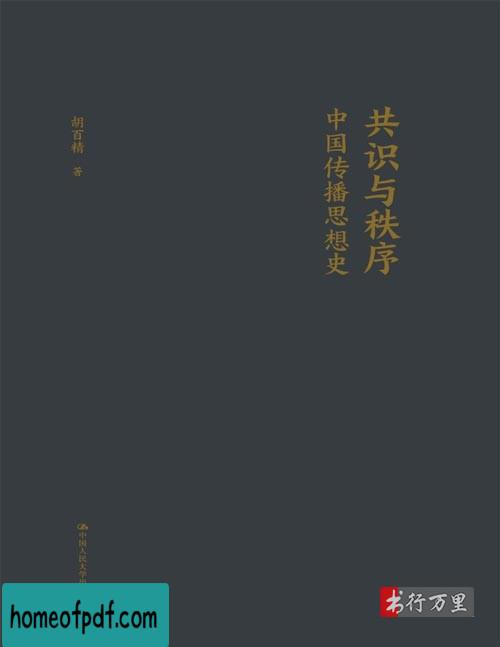 共识与秩序
中国传播思想史
胡百精 著
中国人民大学出
homeofpdf.com
书行万里